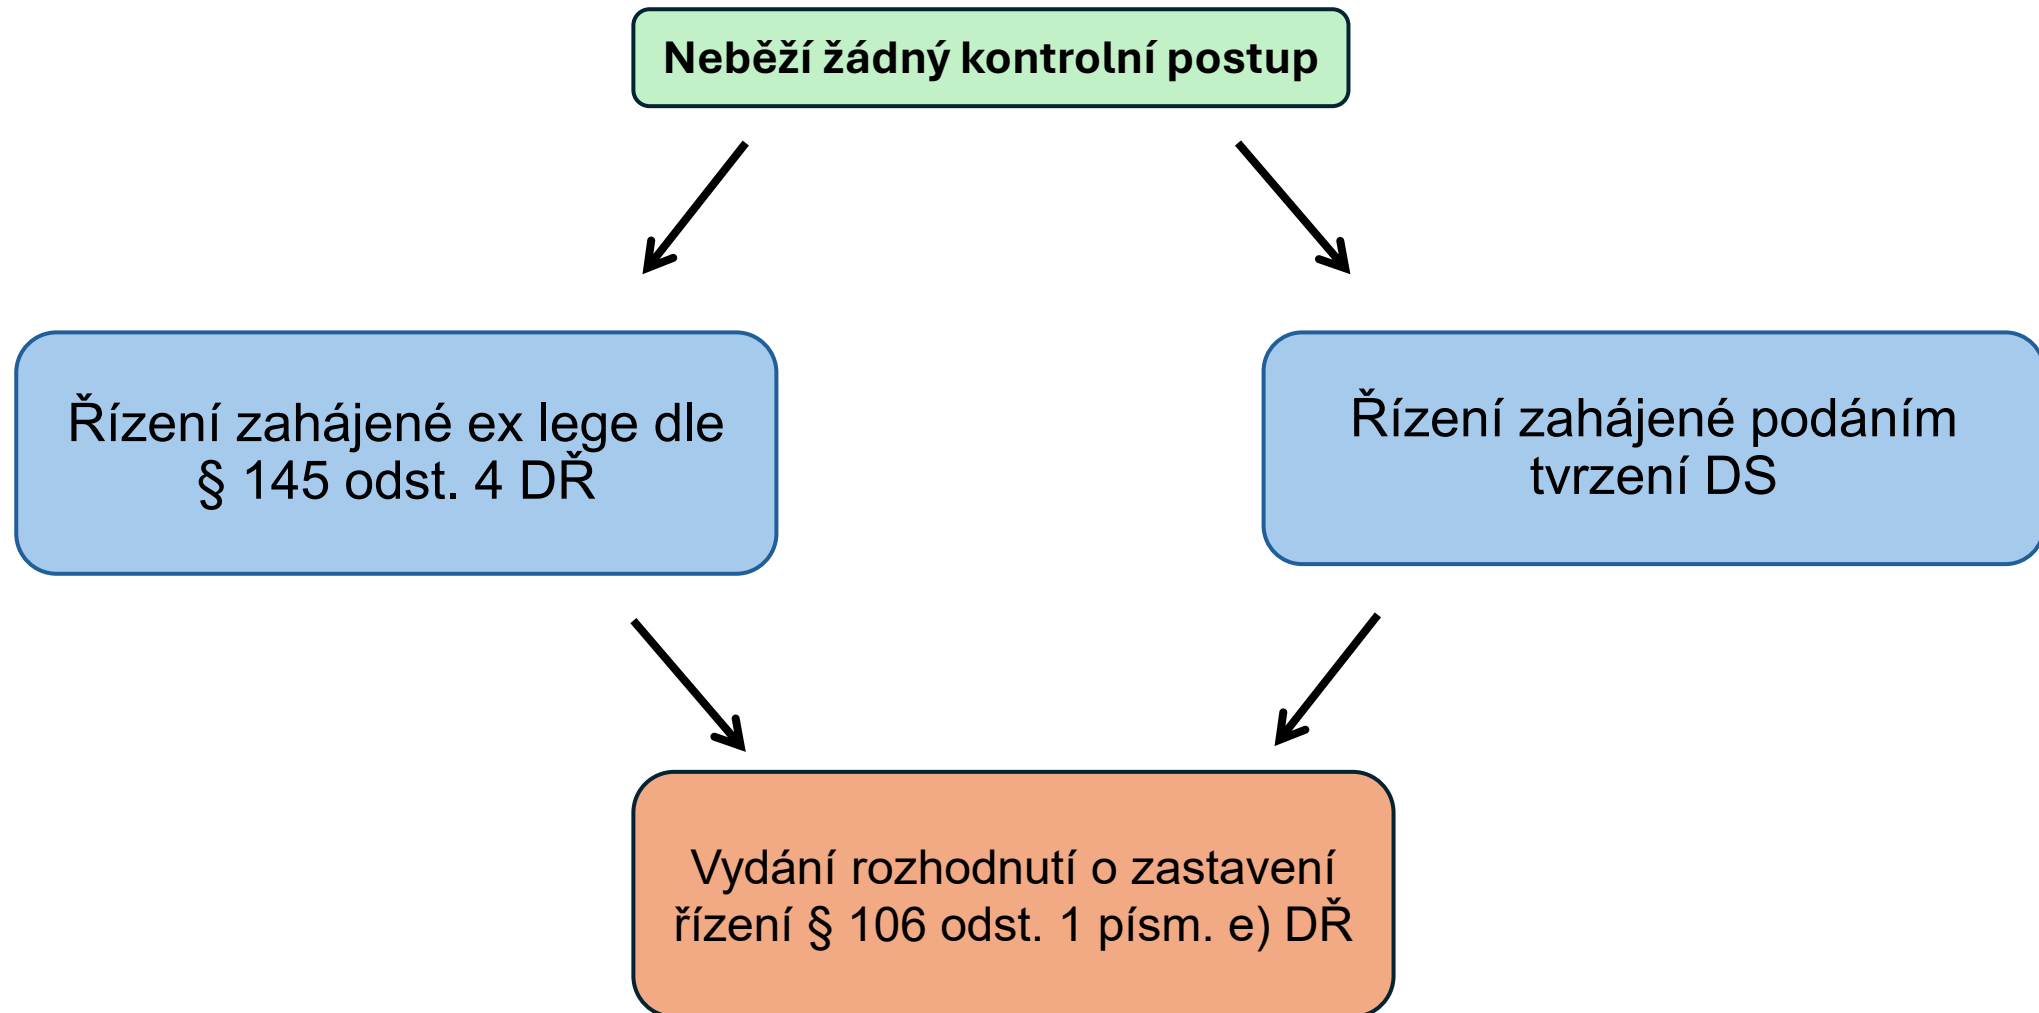 Neběží žádný kontrolní postup
Řízení zahájené ex lege dle
§ 145 odst. 4 DŘ
Řízení zahájené podáním
tvrzení DS
Vydání rozhodnutí o zastavení
řízení § 106 odst. 1 písm. e) DŘ